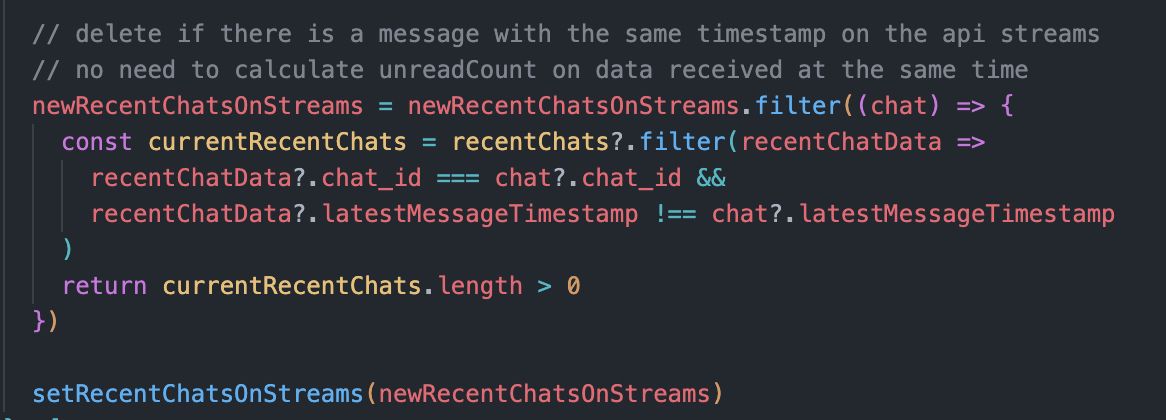 // delete if there is a message with the same timestamp on the api streams
// no need to calculate unreadCount on data received at the same time
newRecentChatsOnStreams = newRecentChatsOnStreams.filter((chat) => {
const currentRecentChats = recentChats?.filter(recentChatData =>
recentChatData?.chat_id === chat?.chat_id &&
recentChatData?.latestMessageTimestamp !== chat?.latestMessageTimestamp
)
return currentRecentChats.length > 0
})
setRecentChatsOnStreams(newRecentChatsOnStreams)